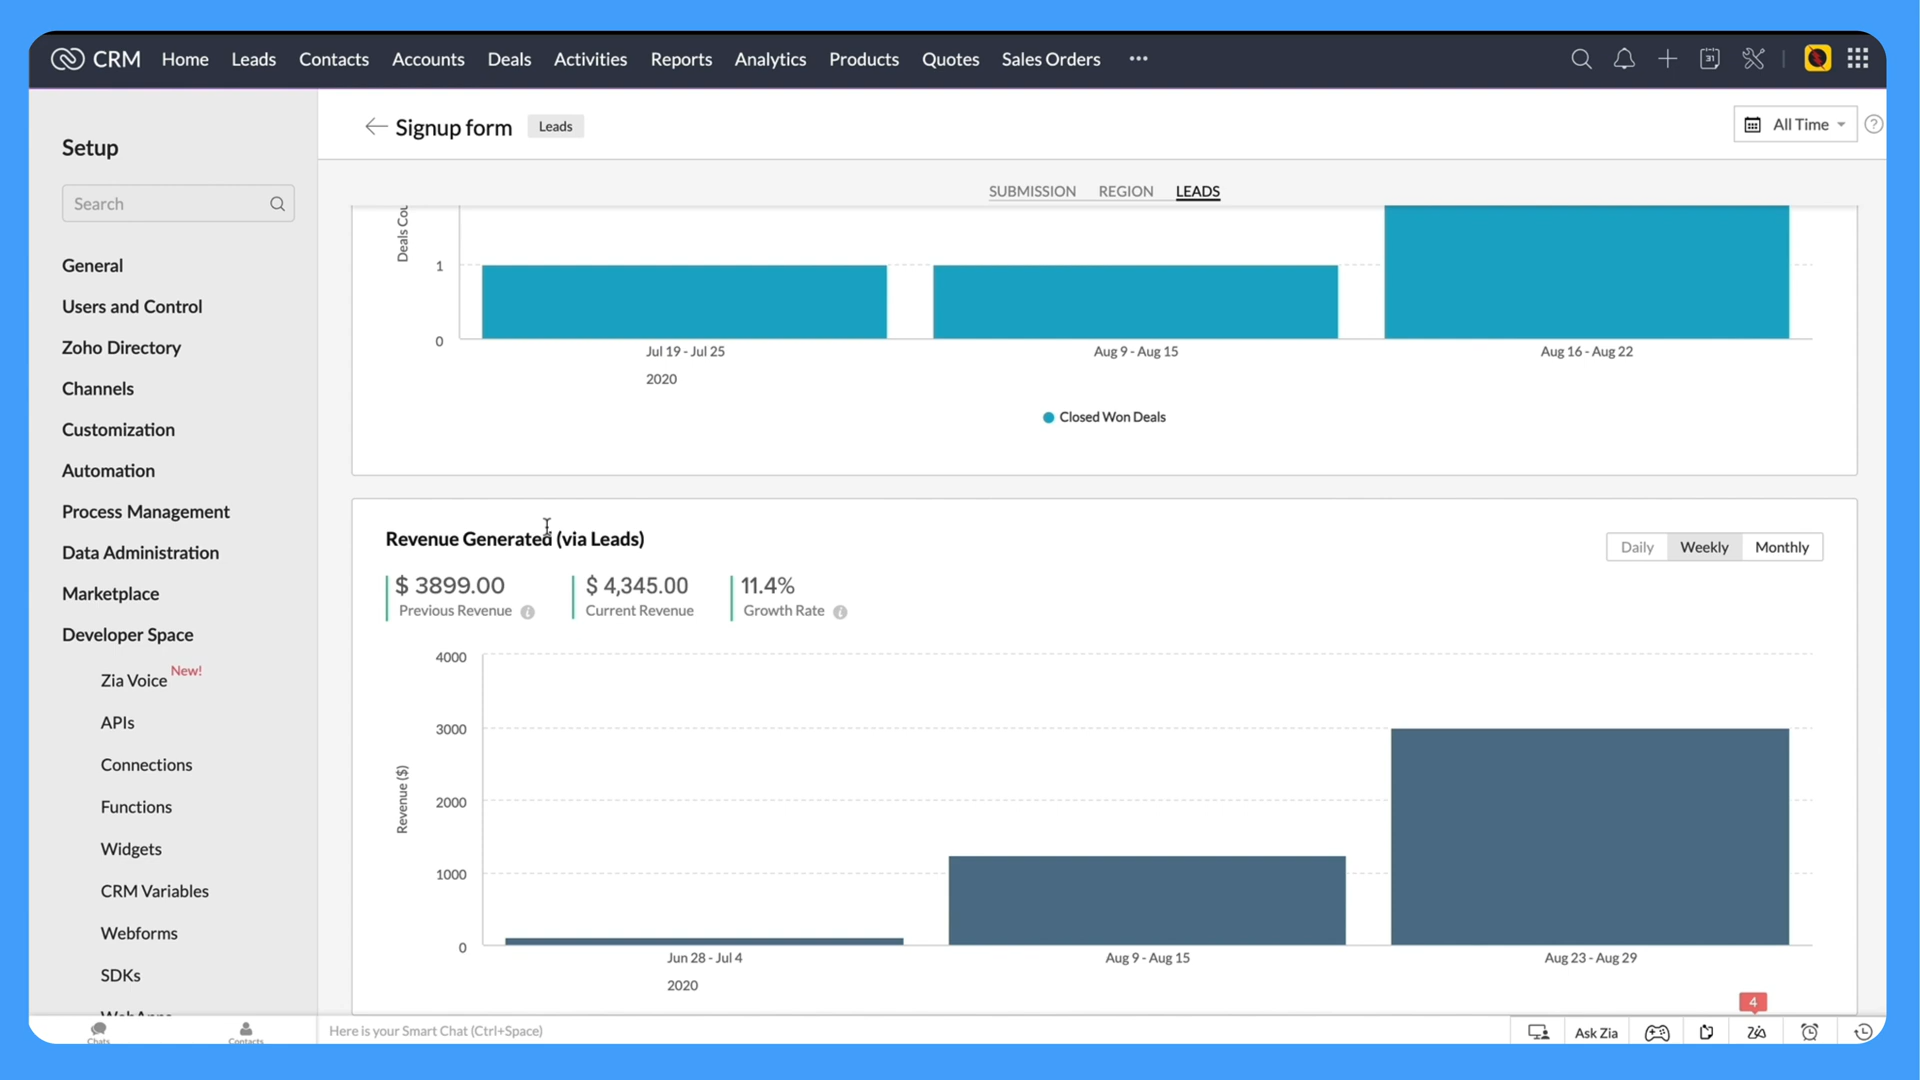 CRM Home Leads Contacts Accounts Deals Activities Reports Analytics Products Quotes Sales Orders ••• 31
Setup
Search
General
Users and Control
Zoho Directory
Channels
Customization
Automation
Process Management
Data Administration
Marketplace
Developer Space
Zia Voice New!
APIs
Connections
Functions
Widgets
CRM Variables
Webforms
SDKs
Signup form Leads
All Time ?
SUBMISSION REGION LEADS
1
0
Jul 19 - Jul 25 Aug 9 - Aug 15 Aug 16 - Aug 22
2020
Closed Won Deals
Revenue Generated (via Leads)
Daily Weekly Monthly
$ 3899.00 $ 4,345.00 11.4%
Previous Revenue i Current Revenue Growth Rate i
Revenue ($)
4000
3000
2000
1000
0
Jun 28 - Jul 4 Aug 9 - Aug 15 Aug 23 - Aug 29
2020
4
Chats Contacts Here is your Smart Chat (Ctrl+Space) Ask Zia